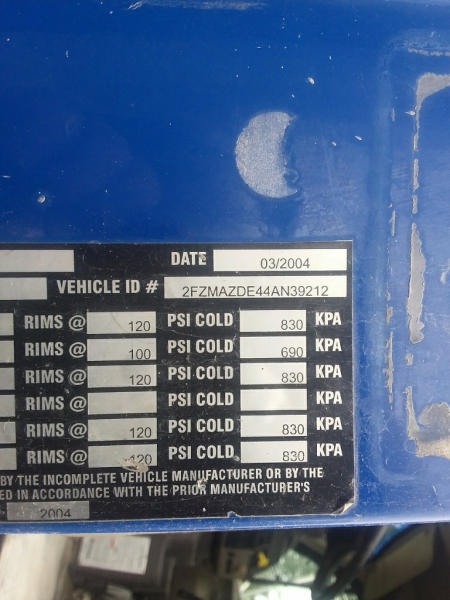 DATE 03/2004
VEHICLE ID # 2FZMAZDE44AN39212
RIMS @ 120 PSI COLD 830 KPA
RIMS @ 100 PSI COLD 690 KPA
RIMS @ 120 PSI COLD 830 KPA
RIMS @ PSI COLD KPA
RIMS @ 120 PSI COLD 830 KPA
RIMS @ 120 PSI COLD 830 KPA
BY THE INCOMPLETE VEHICLE MANUFACTURER OR BY THE
ED IN ACCORDANCE WITH THE PRIOR MANUFACTURER'S
2004